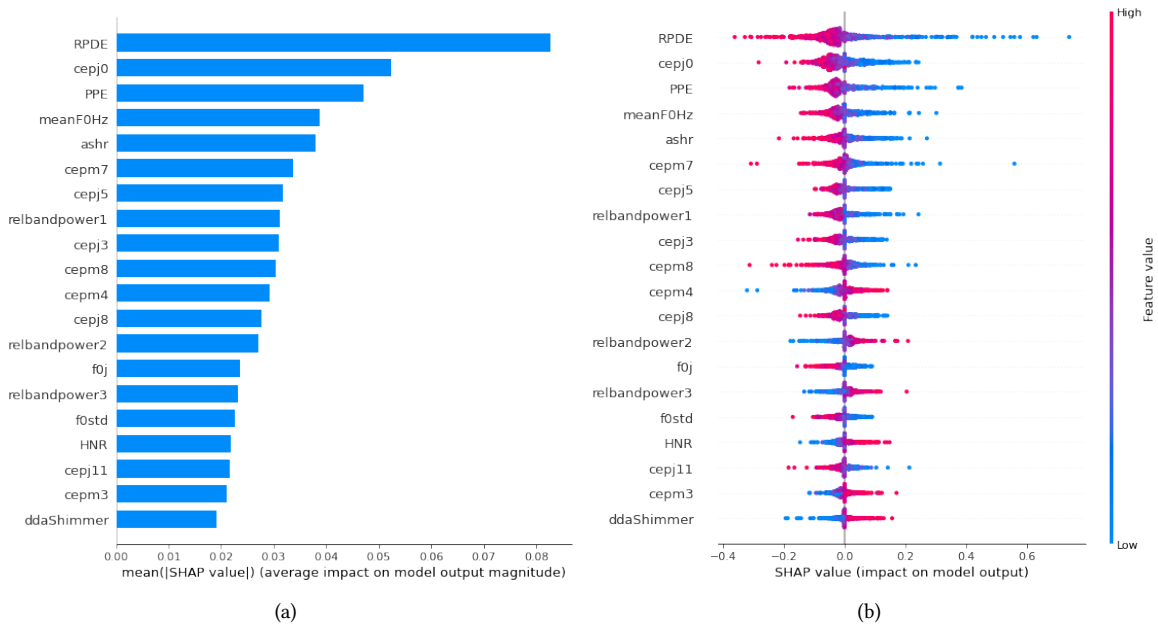 RPDE
cepj0
PPE
meanF0Hz
ashr
cepm7
cepj5
relbandpower1
cepj3
cepm8
cepm4
cepj8
relbandpower2
f0j
relbandpower3
f0std
HNR
cepj11
cepm3
ddaShimmer
0.00 0.01 0.02 0.03 0.04 0.05 0.06 0.07 0.08
mean(|SHAP value|) (average impact on model output magnitude)
(a)
RPDE
cepj0
PPE
meanF0Hz
ashr
cepm7
cepj5
relbandpower1
cepj3
cepm8
cepm4
cepj8
relbandpower2
f0j
relbandpower3
f0std
HNR
cepj11
cepm3
ddaShimmer
−0.4 −0.2 0.0 0.2 0.4 0.6
SHAP value (impact on model output)
High
Feature value
Low
(b)